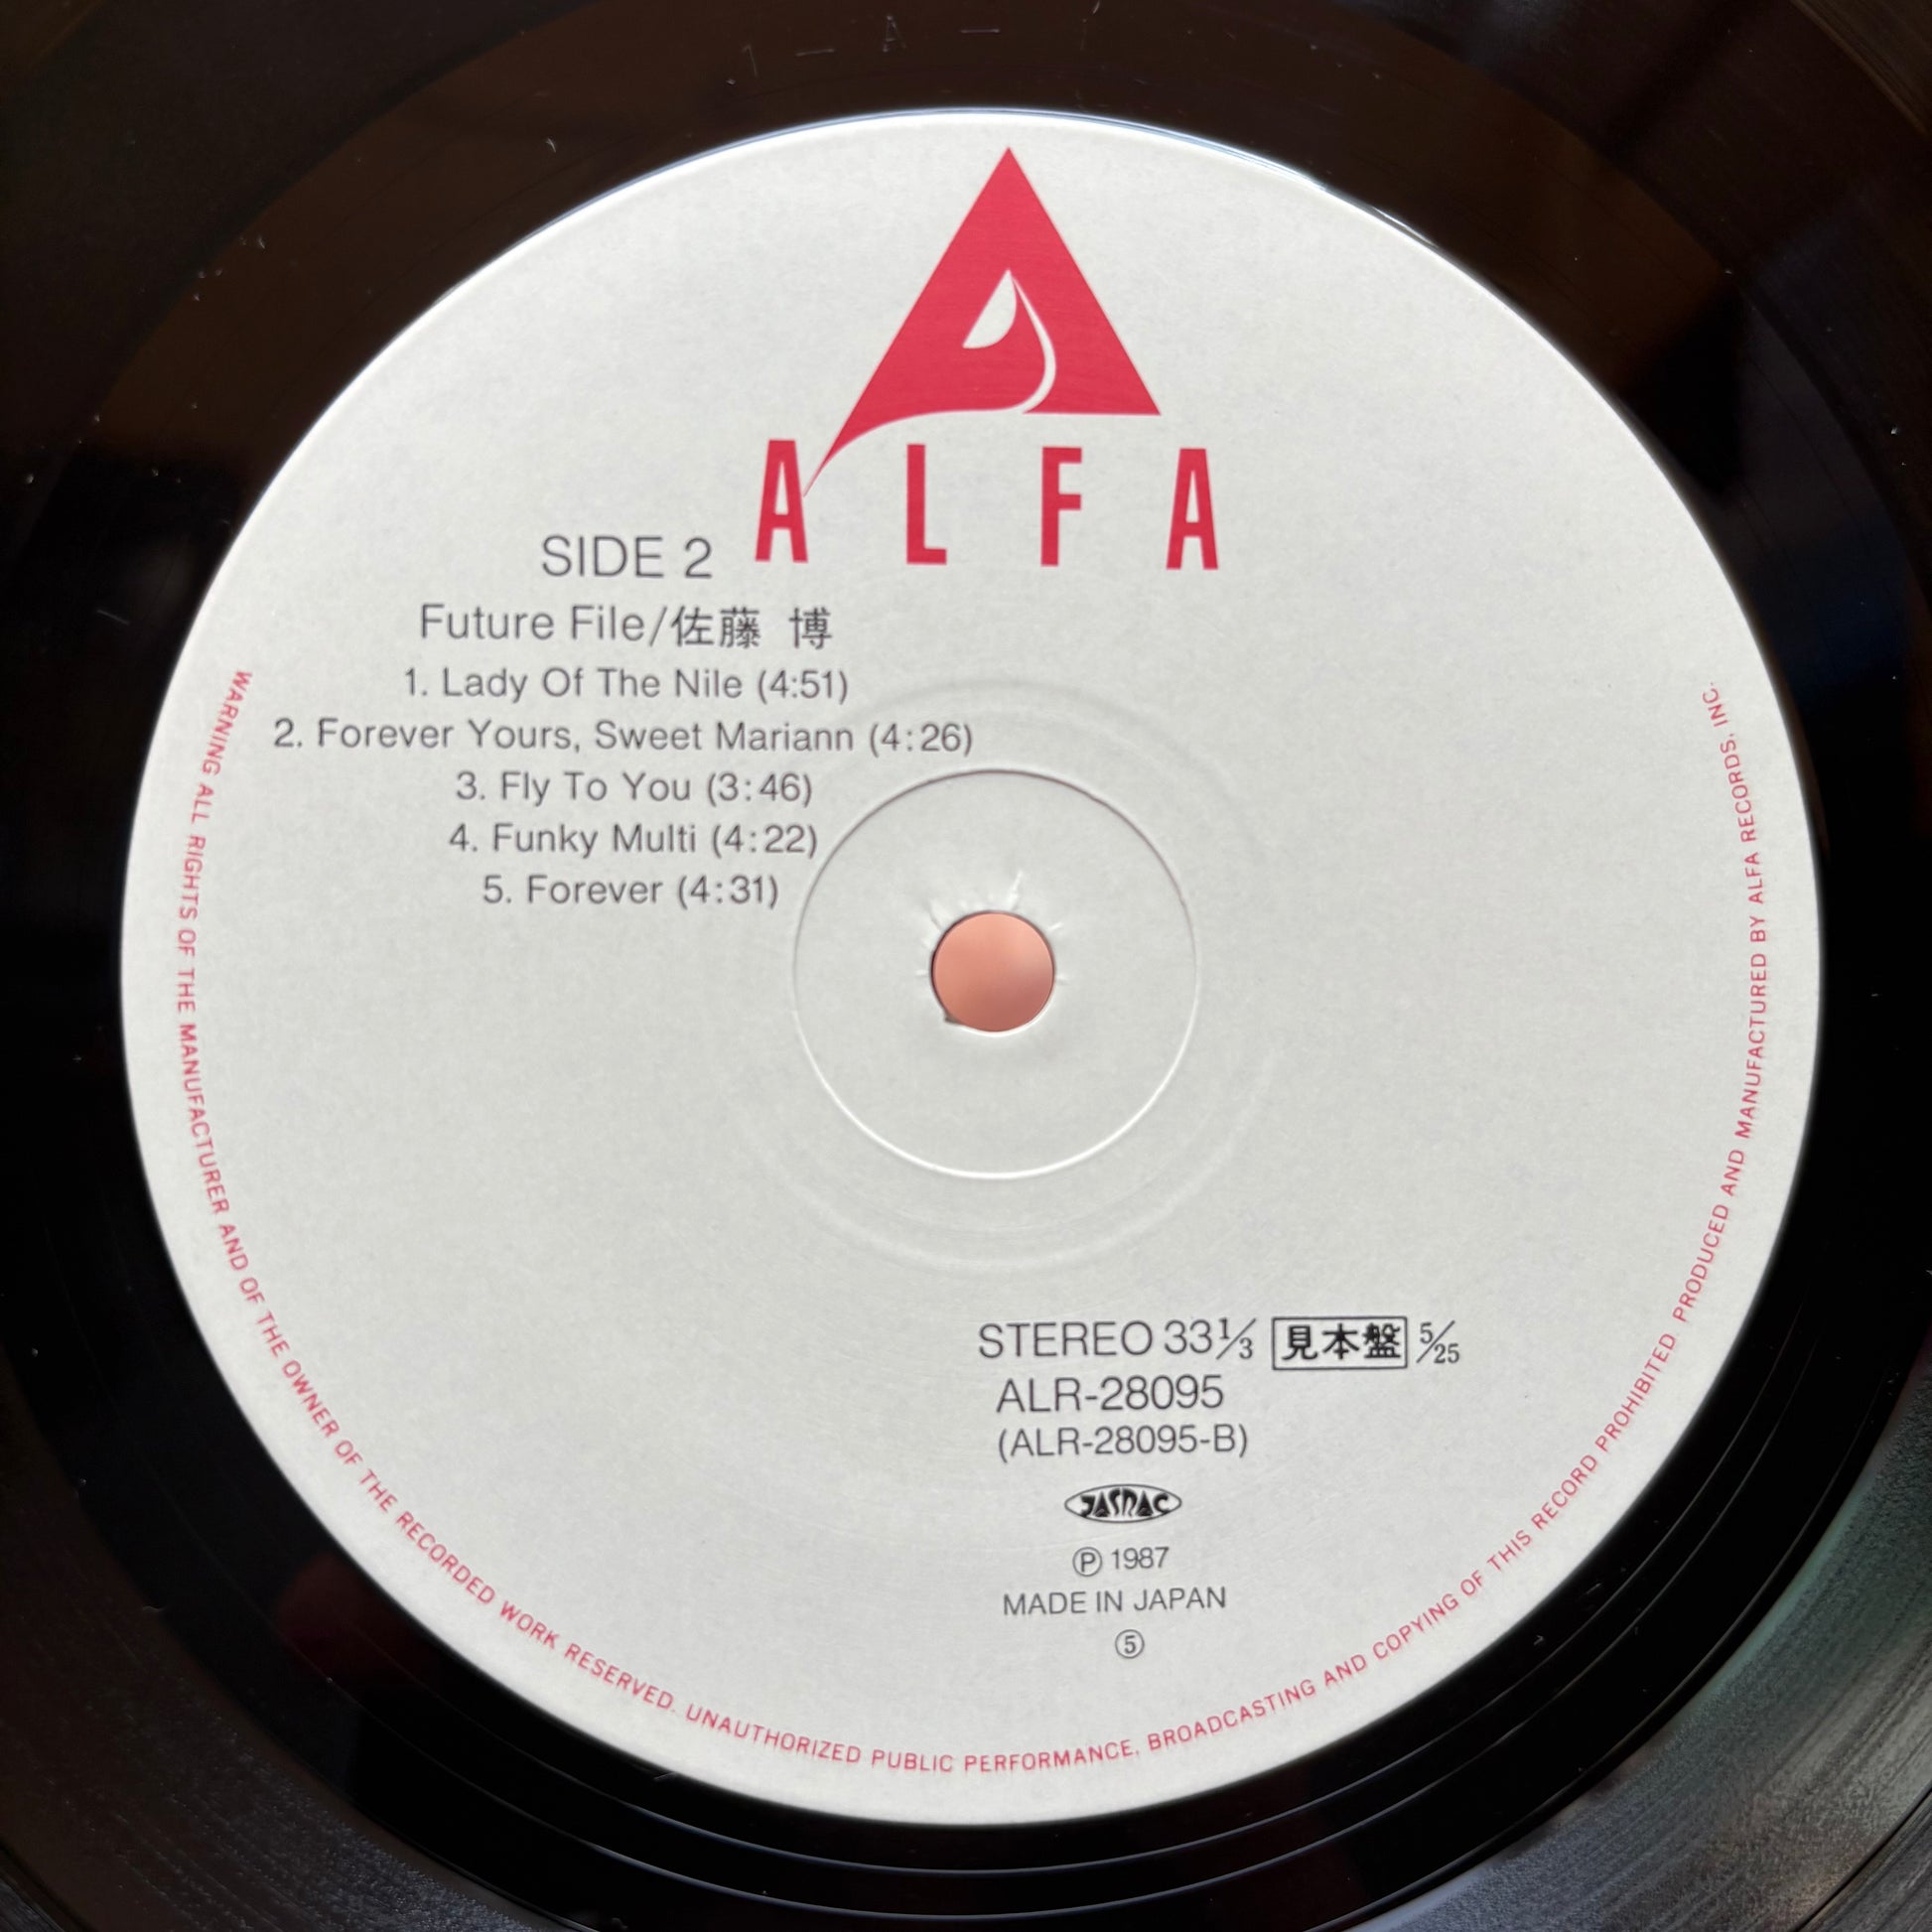 ALFA
SIDE 2
Future File/佐藤 博
1. Lady Of The Nile (4:51)
2. Forever Yours, Sweet Mariann (4:26)
3. Fly To You (3:46)
4. Funky Multi (4:22)
5. Forever (4:31)
STEREO 33⅓ 見本盤 5/25
ALR-28095
(ALR-28095-B)
JASRAC
Ⓟ 1987
MADE IN JAPAN
⑤
WARNING ALL RIGHTS OF THE MANUFACTURER AND OF THE OWNER OF THE RECORDED WORK RESERVED. UNAUTHORIZED PUBLIC PERFORMANCE, BROADCASTING AND COPYING OF THIS RECORD PROHIBITED PRODUCED AND MANUFACTURED BY ALFA RECORDS, INC.